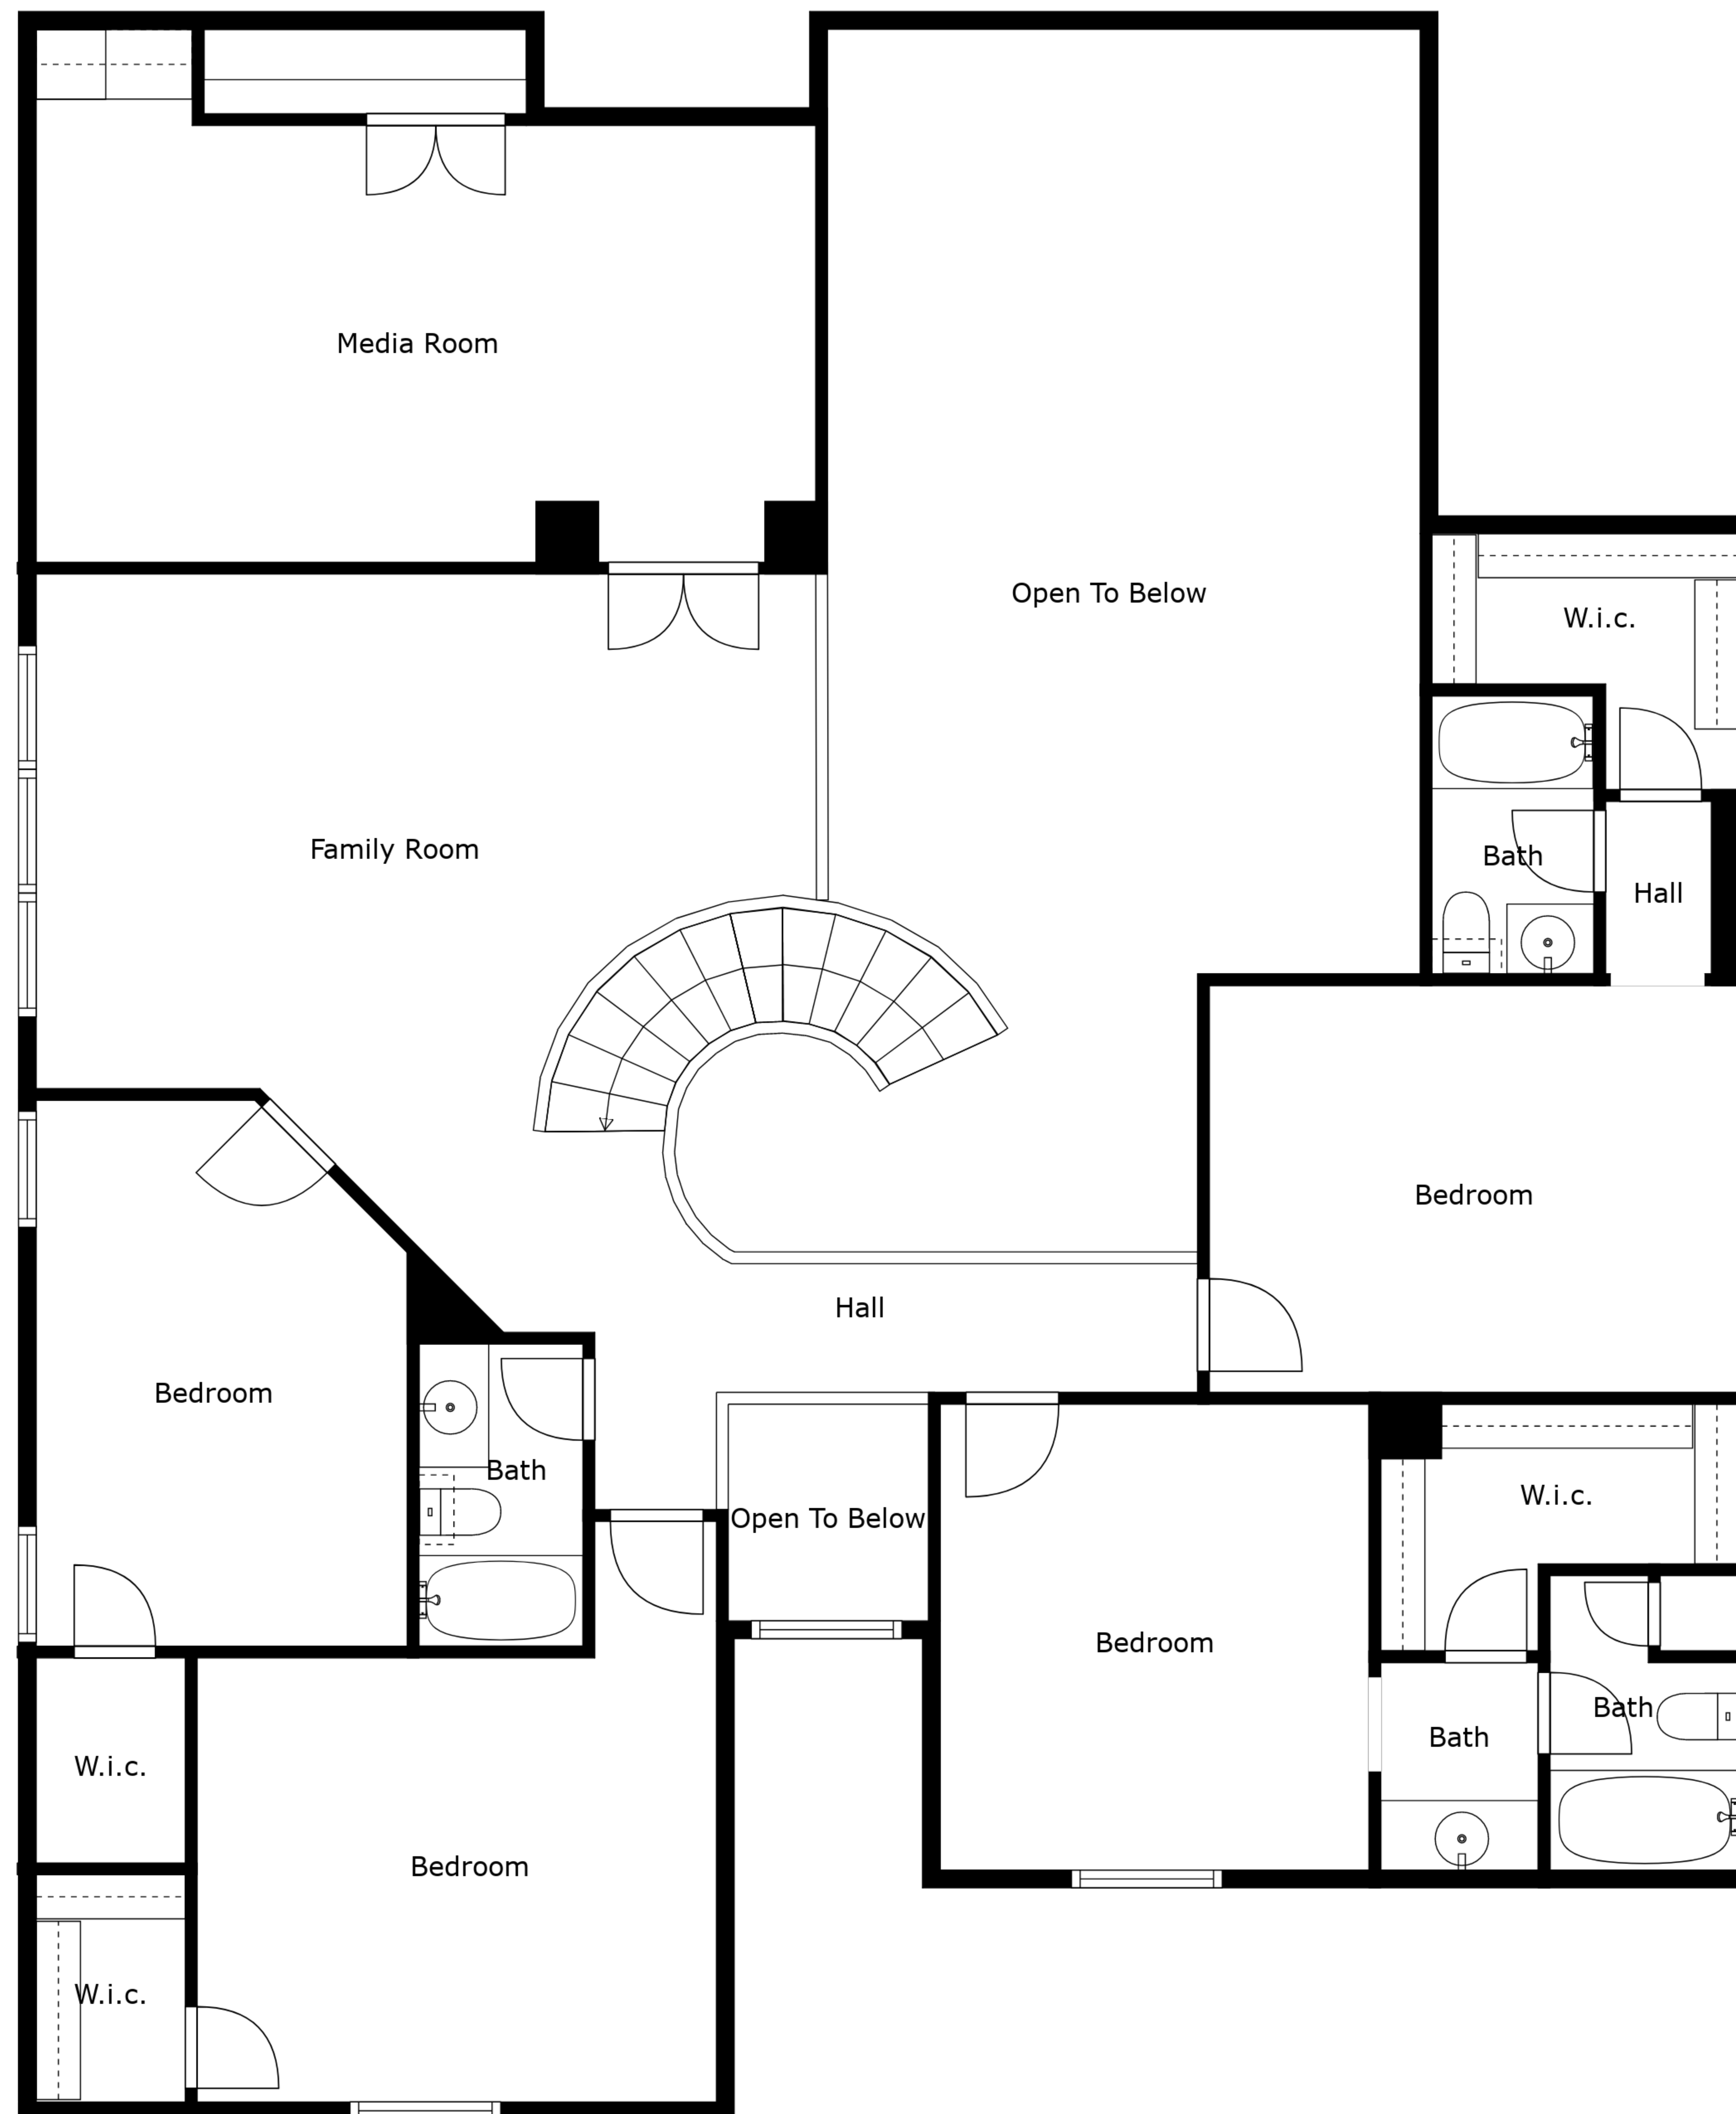 Media Room
Open To Below
W.i.c.
Family Room
Bath
Hall
Bedroom
Hall
Bedroom
Bath
W.i.c.
Open To Below
Bedroom
Bath
Bath
W.i.c.
Bedroom
W.i.c.